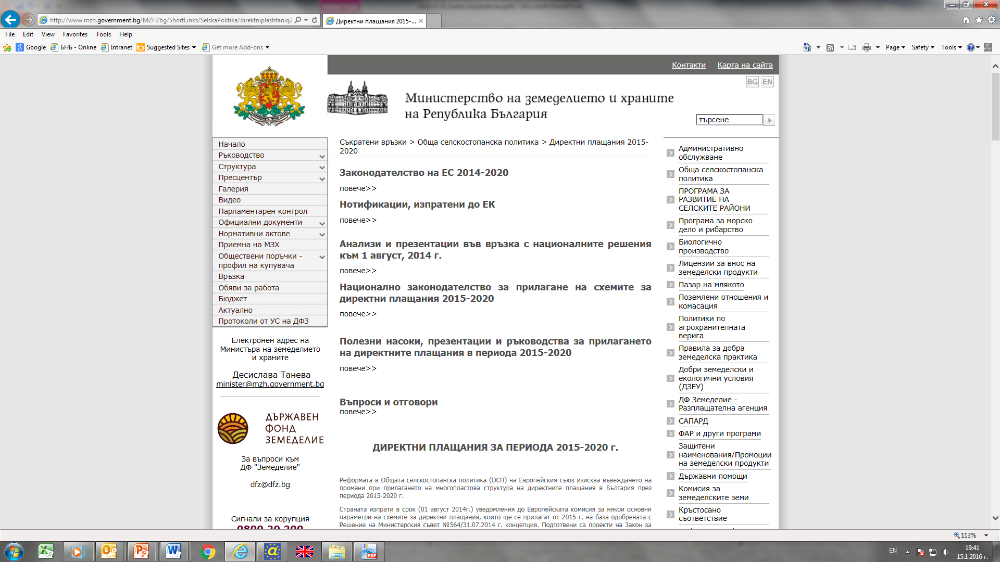 http://www.mzh.government.bg/MZH/bg/ShortLinks/SelskaPolitika/direktniplashtaniq2
Директни плащания 2015-...
File Edit View Favorites Tools Help
Google БНБ - Online Intranet Suggested Sites Get more Add-ons
Page Safety Tools
Контакти Карта на сайта
BG EN
Министерство на земеделието и храните
на Република България
търсене
Начало
Ръководство
Структура
Пресцентър
Галерия
Видео
Парламентарен контрол
Официални документи
Нормативни актове
Приемна на МЗХ
Обществени поръчки -
профил на купувача
Връзка
Обяви за работа
Бюджет
Актуално
Протоколи от УС на ДФЗ
Електронен адрес на
Министъра на земеделието
и храните
Десислава Танева
minister@mzh.government.bg
ДЪРЖАВЕН
ФОНД
ЗЕМЕДЕЛИЕ
За въпроси към
ДФ "Земеделие"
dfz@dfz.bg
Сигнали за корупция
0800 20 200
Съкратени връзки > Обща селскостопанска политика > Директни плащания 2015-
2020
Законодателство на ЕС 2014-2020
повече>>
Нотификации, изпратени до ЕК
повече>>
Анализи и презентации във връзка с националните решения
към 1 август, 2014 г.
повече>>
Национално законодателство за прилагане на схемите за
директни плащания 2015-2020
повече>>
Полезни насоки, презентации и ръководства за прилагането
на директните плащания в периода 2015-2020
повече>>
Въпроси и отговори
повече>>
ДИРЕКТНИ ПЛАЩАНИЯ ЗА ПЕРИОДА 2015-2020 г.
Реформата в Общата селскостопанска политика (ОСП) на Европейския съюз изисква въвеждането на
промени при прилагането на многопластова структура на директните плащания в България през
периода 2015-2020 г.
Страната изпрати в срок (01 август 2014г.) уведомления до Европейската комисия за някои основни
параметри на схемите за директни плащания, които ще се прилагат от 2015 г. на база одобрената с
Решение на Министерския съвет №564/31.07.2014 г. концепция. Подготвени са проекти на Закон за
Административно
обслужване
Обща селскостопанска
политика
ПРОГРАМА ЗА
РАЗВИТИЕ НА
СЕЛСКИТЕ РАЙОНИ
Програма за морско
дело и рибарство
Биологично
производство
Лицензии за внос на
земеделски продукти
Пазар на млякото
Поземлени отношения и
комасация
Политики по
агрохранителната
верига
Правила за добра
земеделска практика
Добри земеделски и
екологични условия
(ДЗЕУ)
ДФ Земеделие -
Разплащателна агенция
САПАРД
ФАР и други програми
Защитени
наименования/Промоции
на земеделски продукти
Държавни помощи
Комисия за
земеделските земи
Кръстосано
съответствие
113%
EN
19:41
15.1.2016 г.